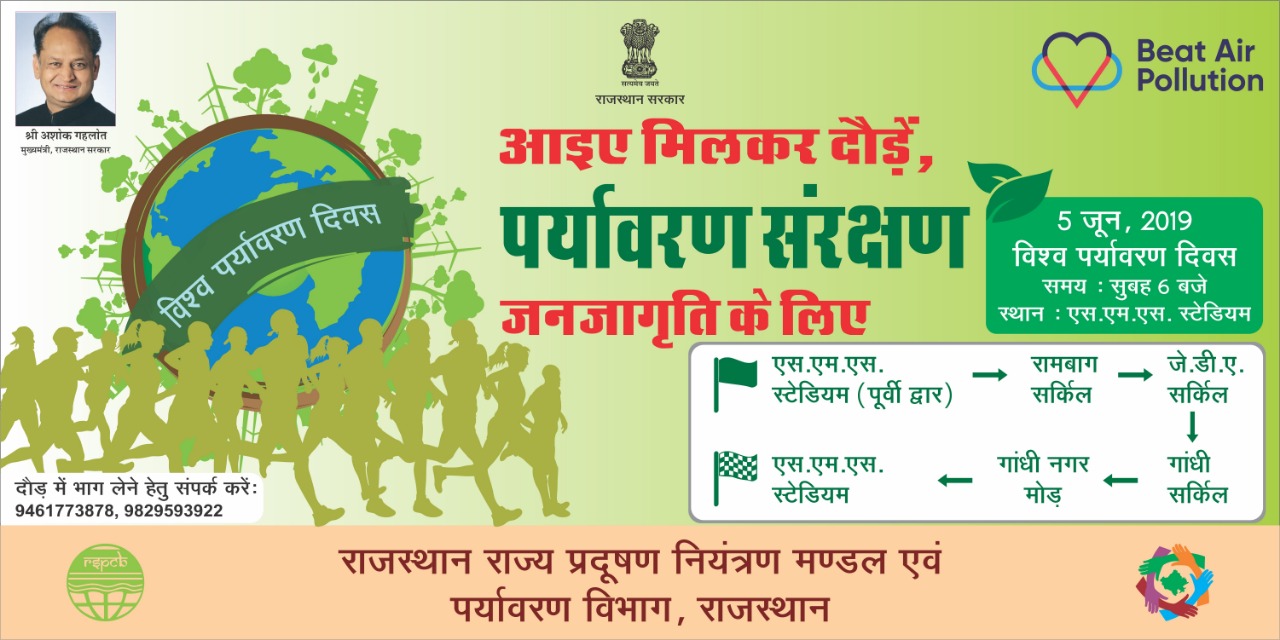 श्री अशोक गहलोत
मुख्यमंत्री, राजस्थान सरकार
सत्यमेव जयते
राजस्थान सरकार
Beat Air
Pollution
विश्व पर्यावरण दिवस
आइए मिलकर दौड़ें,
पर्यावरण संरक्षण
जनजागृति के लिए
5 जून, 2019
विश्व पर्यावरण दिवस
समय : सुबह 6 बजे
स्थान : एस.एम.एस. स्टेडियम
एस.एम.एस.
स्टेडियम (पूर्वी द्वार)
रामबाग
सर्किल
जे.डी.ए.
सर्किल
गांधी
सर्किल
गांधी नगर
मोड़
एस.एम.एस.
स्टेडियम
दौड़ में भाग लेने हेतु संपर्क करें:
9461773878, 9829593922
rspcb
राजस्थान राज्य प्रदूषण नियंत्रण मण्डल एवं
पर्यावरण विभाग, राजस्थान